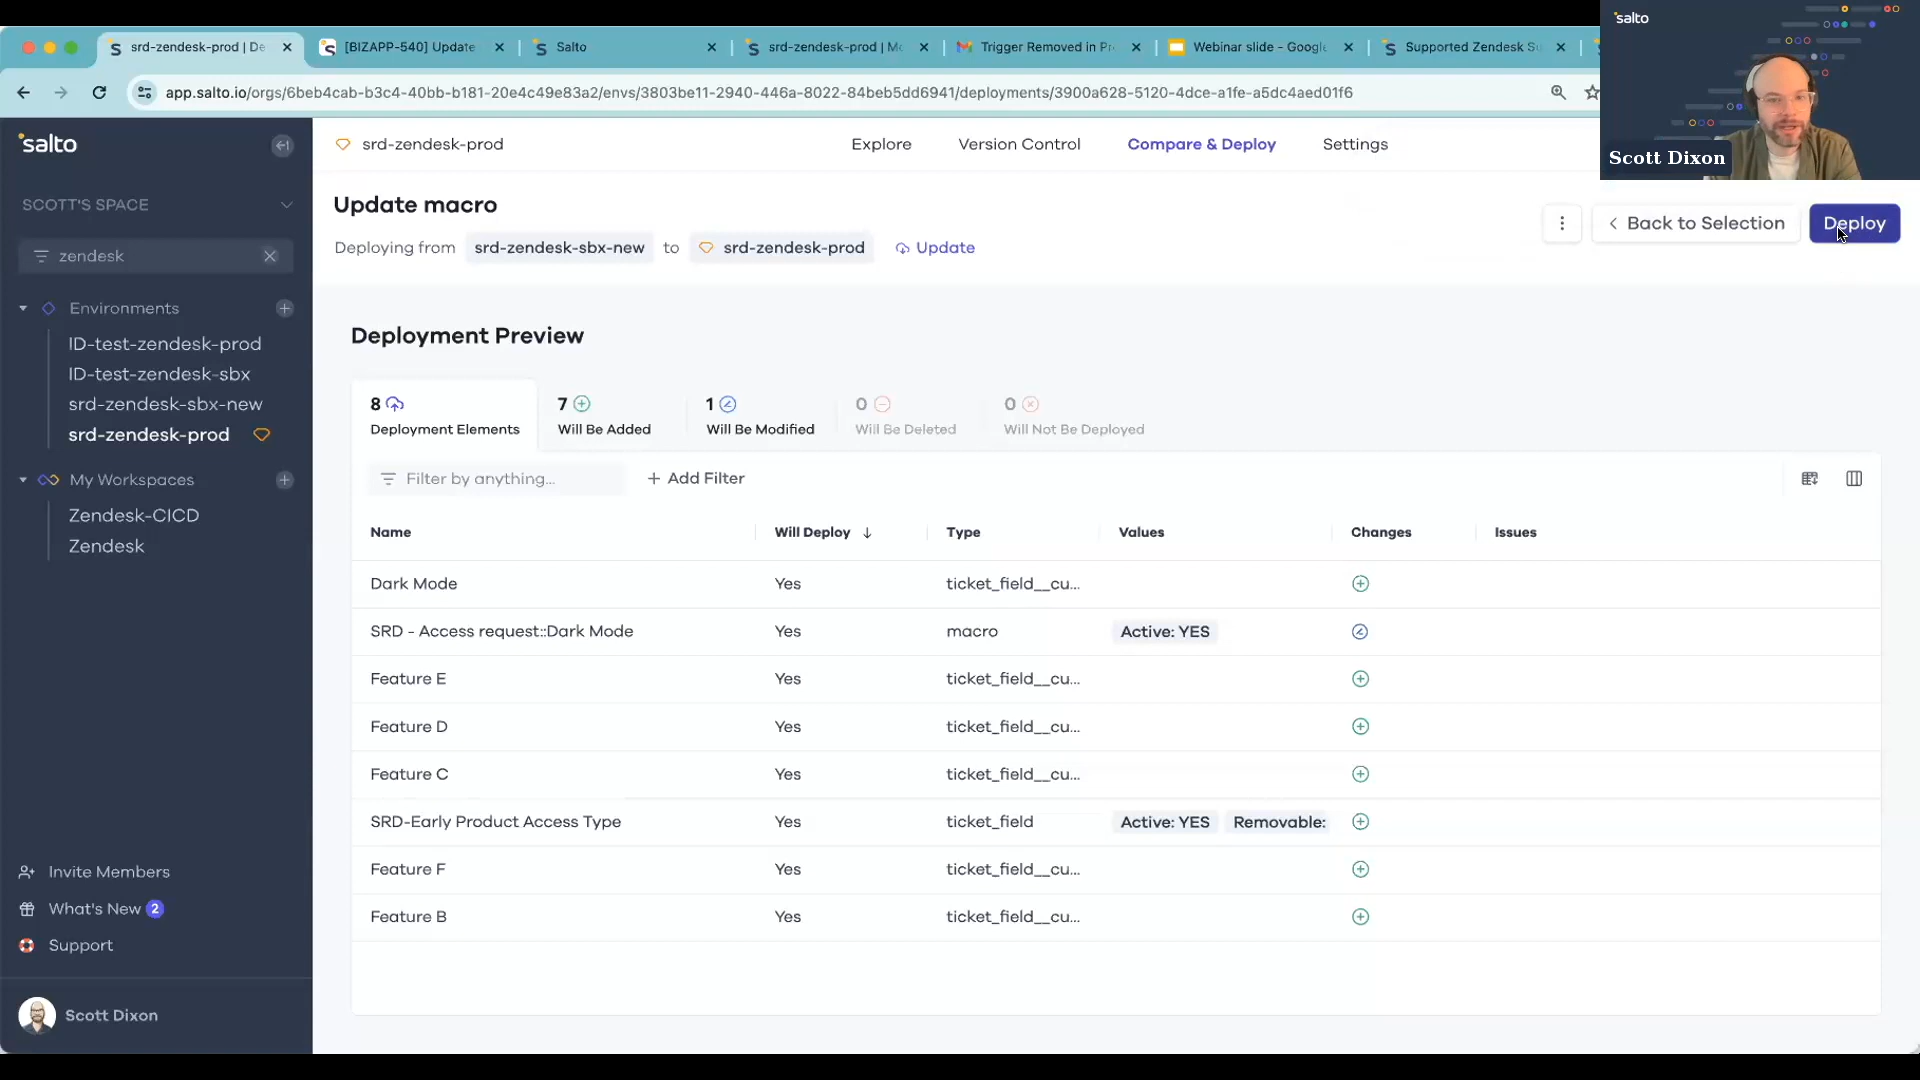 srd-zendesk-prod | De
[BIZAPP-540] Update
Salto
srd-zendesk-prod | Mo
Trigger Removed in Pr
Webinar slide - Google
Supported Zendesk Su
salto
app.salto.io/orgs/6beb4cab-b3c4-40bb-b181-20e4c49e83a2/envs/3803be11-2940-446a-8022-84beb5dd6941/deployments/3900a628-5120-4dce-a1fe-a5dc4aed01f6
Scott Dixon
salto
srd-zendesk-prod
Explore
Version Control
Compare & Deploy
Settings
SCOTT'S SPACE
zendesk
Environments
ID-test-zendesk-prod
ID-test-zendesk-sbx
srd-zendesk-sbx-new
srd-zendesk-prod
My Workspaces
Zendesk-CICD
Zendesk
Invite Members
What's New 2
Support
Scott Dixon
Update macro
Deploying from srd-zendesk-sbx-new to srd-zendesk-prod Update
Back to Selection
Deploy
Deployment Preview
8
Deployment Elements
7
Will Be Added
1
Will Be Modified
0
Will Be Deleted
0
Will Not Be Deployed
Filter by anything...
+ Add Filter
Name Will Deploy Type Values Changes Issues
Dark Mode Yes ticket_field__cu...
SRD - Access request::Dark Mode Yes macro Active: YES
Feature E Yes ticket_field__cu...
Feature D Yes ticket_field__cu...
Feature C Yes ticket_field__cu...
SRD-Early Product Access Type Yes ticket_field Active: YES Removable:
Feature F Yes ticket_field__cu...
Feature B Yes ticket_field__cu...